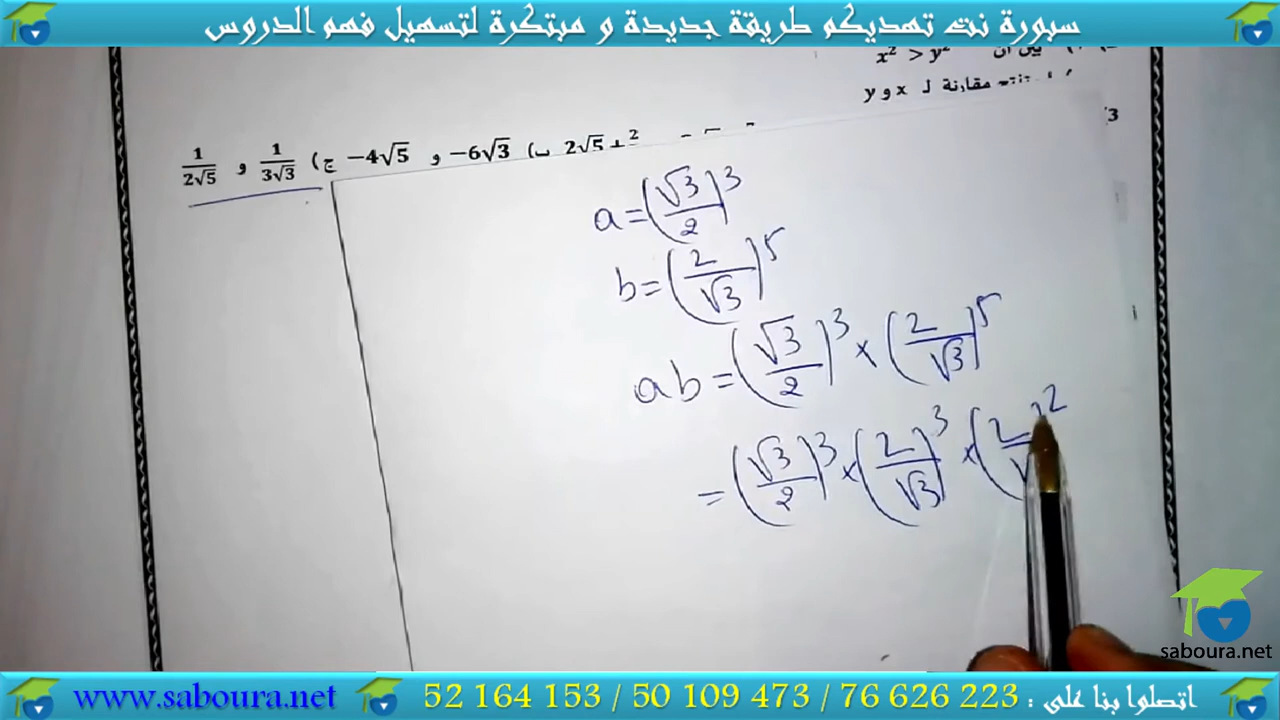 سبورة نت تهديكم طريقة جديدة و مبتكرة لتسهيل فهم الدروس
بين أن x² > y²
مقارنة لـ x و y
3
2√5 + 2 ب) −6√3 و −4√5 ج) 1/(3√3) و 1/(2√5)
a = (√3/2)³
b = (2/√3)⁵
ab = (√3/2)³ × (2/√3)⁵
= (√3/2)³ × (2/√3)³ × (2/√ )²
saboura.net
www.saboura.net
52 164 153 / 50 109 473 / 76 626 223 : اتصلوا بنا على